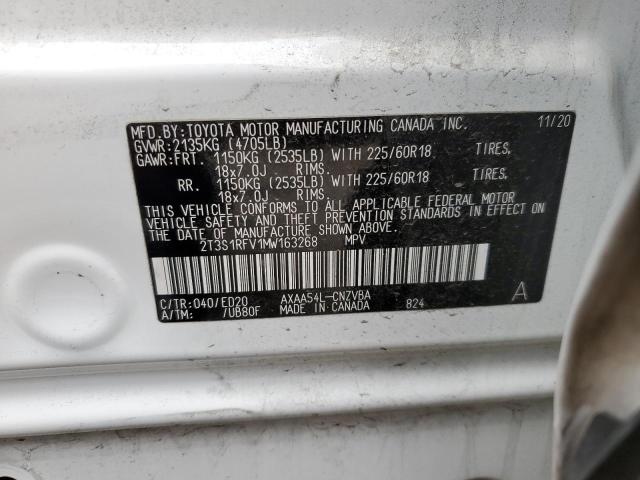 MFD.BY:TOYOTA MOTOR MANUFACTURING CANADA INC. 11/20
GVWR:2135KG (4705LB)
GAWR:FRT. 1150KG (2535LB) WITH 225/60R18 TIRES,
18x7.0J RIMS.
RR. 1150KG (2535LB) WITH 225/60R18 TIRES,
18x7.0J RIMS.
THIS VEHICLE CONFORMS TO ALL APPLICABLE FEDERAL MOTOR
VEHICLE SAFETY AND THEFT PREVENTION STANDARDS IN EFFECT ON
THE DATE OF MANUFACTURE SHOWN ABOVE.
2T3S1RFV1MW163268 MPV
C/TR:040/ED20 AXAA54L-CNZVBA 824 A
A/TM: /UB80F MADE IN CANADA